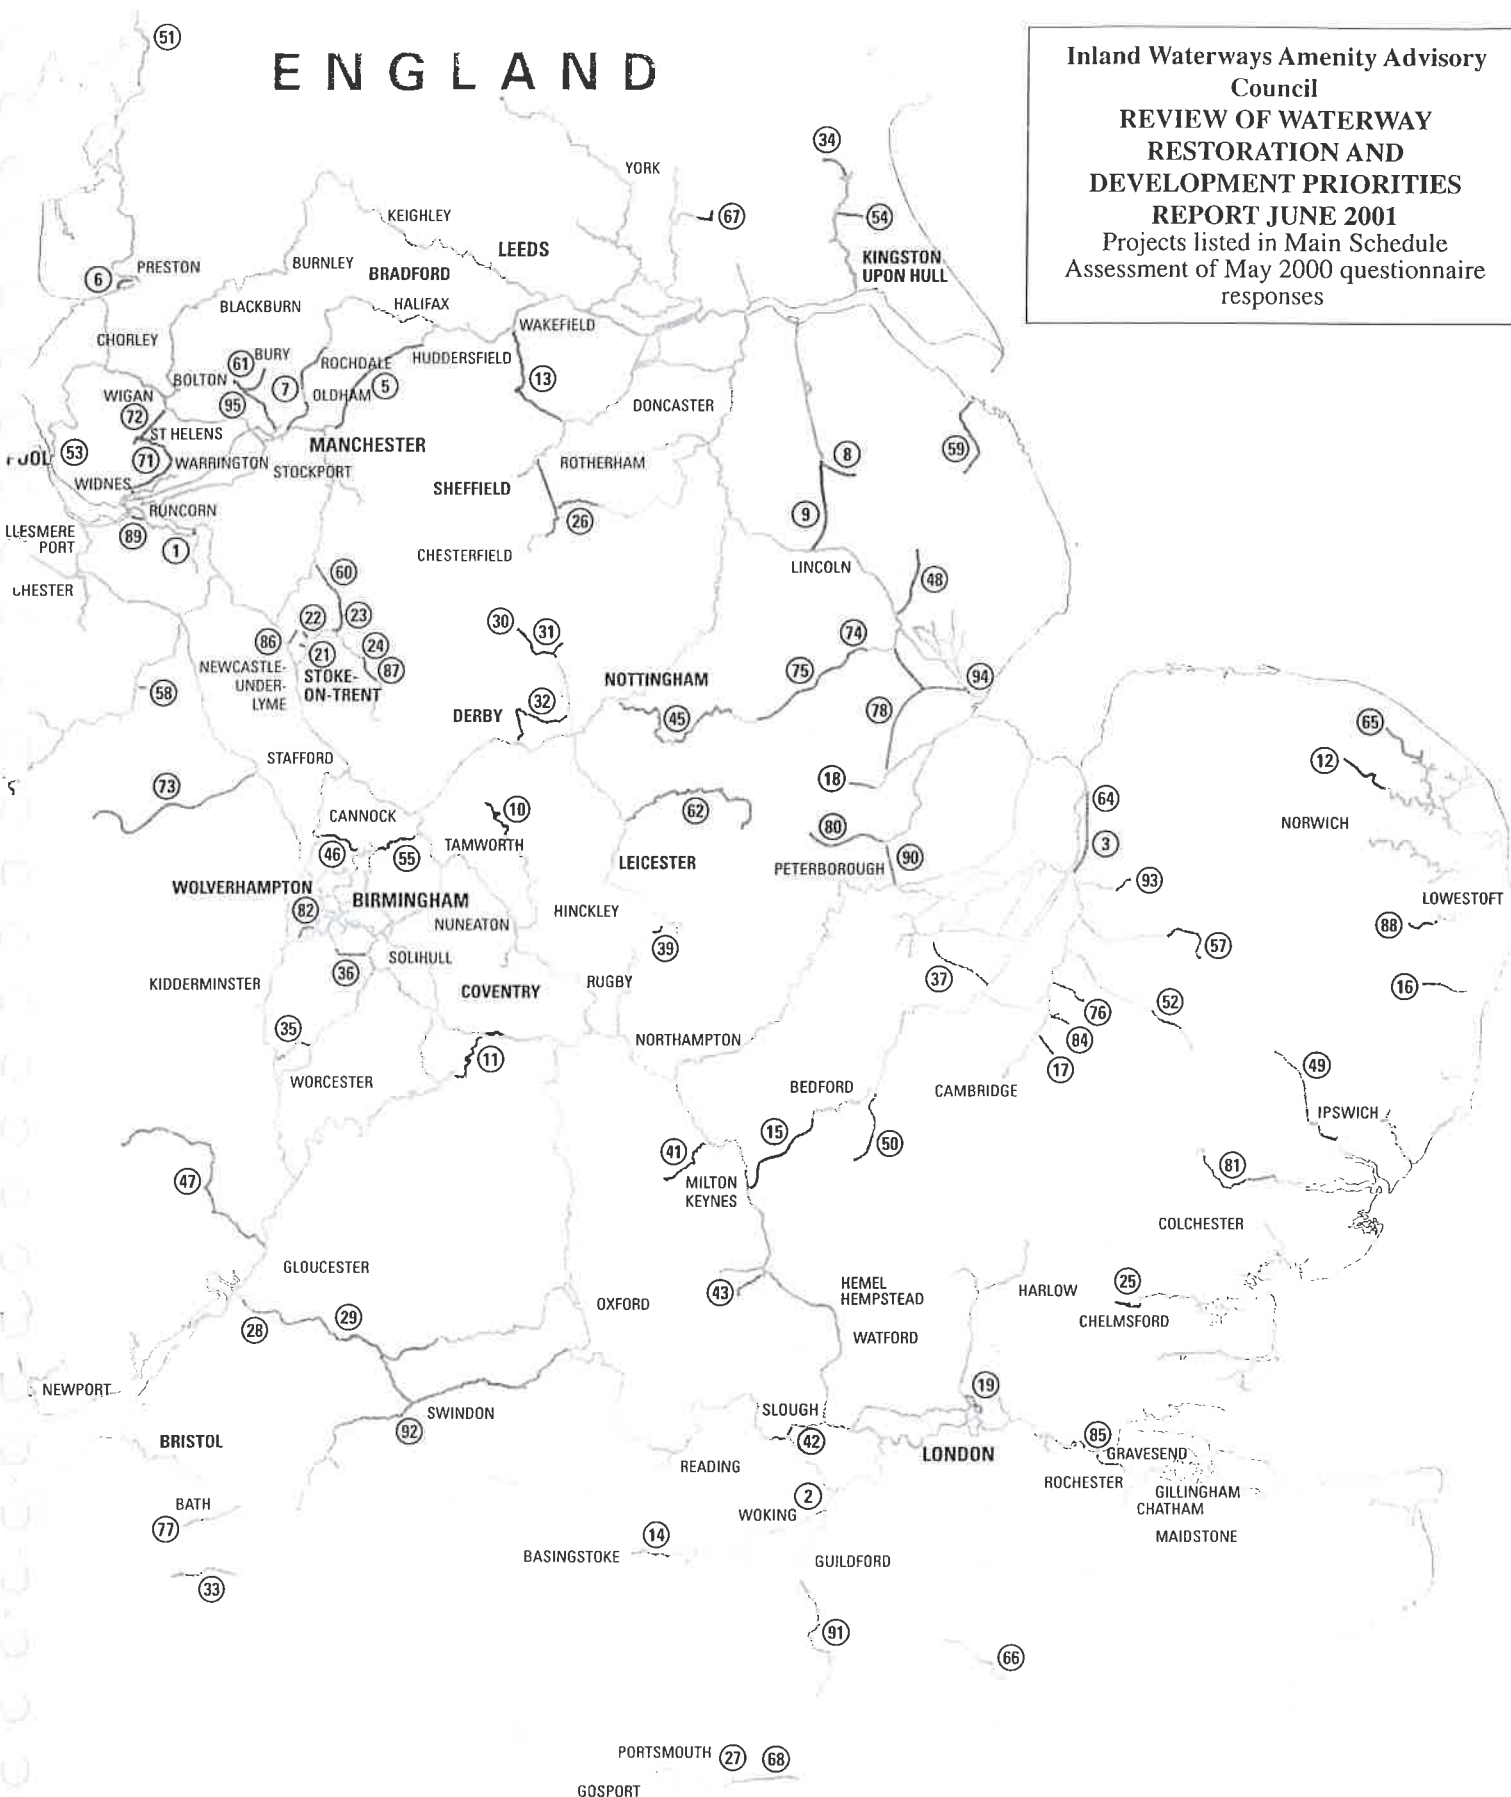 51
ENGLAND
Inland Waterways Amenity Advisory
Council
REVIEW OF WATERWAY
RESTORATION AND
DEVELOPMENT PRIORITIES
REPORT JUNE 2001
Projects listed in Main Schedule
Assessment of May 2000 questionnaire
responses
34
YORK
KEIGHLEY
67
54
LEEDS
KINGSTON
UPON HULL
6
PRESTON
BURNLEY
BRADFORD
BLACKBURN
HALIFAX
WAKEFIELD
CHORLEY
61
BURY
ROCHDALE
HUDDERSFIELD
BOLTON
7
OLDHAM
5
13
WIGAN
95
DONCASTER
72
ST HELENS
MANCHESTER
53
71
WARRINGTON
STOCKPORT
ROTHERHAM
8
59
WIDNES
SHEFFIELD
RUNCORN
9
26
LLESMERE
PORT
89
1
CHESTERFIELD
LINCOLN
HESTER
60
48
22
23
30
31
86
21
24
74
NEWCASTLE-
UNDER-
LYME
STOKE-
ON-TRENT
87
75
94
58
NOTTINGHAM
32
DERBY
45
78
65
STAFFORD
12
73
18
CANNOCK
10
62
64
TAMWORTH
80
NORWICH
46
55
3
LEICESTER
90
PETERBOROUGH
WOLVERHAMPTON
93
BIRMINGHAM
82
NUNEATON
HINCKLEY
LOWESTOFT
88
39
57
SOLIHULL
36
37
KIDDERMINSTER
COVENTRY
RUGBY
16
52
76
35
NORTHAMPTON
84
11
17
49
WORCESTER
BEDFORD
CAMBRIDGE
IPSWICH
15
50
41
81
47
MILTON
KEYNES
COLCHESTER
GLOUCESTER
HEMEL
HEMPSTEAD
HARLOW
25
43
OXFORD
29
CHELMSFORD
28
WATFORD
NEWPORT
19
SWINDON
SLOUGH
92
42
BRISTOL
85
GRAVESEND
LONDON
READING
ROCHESTER
GILLINGHAM
2
BATH
WOKING
CHATHAM
77
14
MAIDSTONE
BASINGSTOKE
GUILDFORD
33
91
66
PORTSMOUTH
27
68
GOSPORT